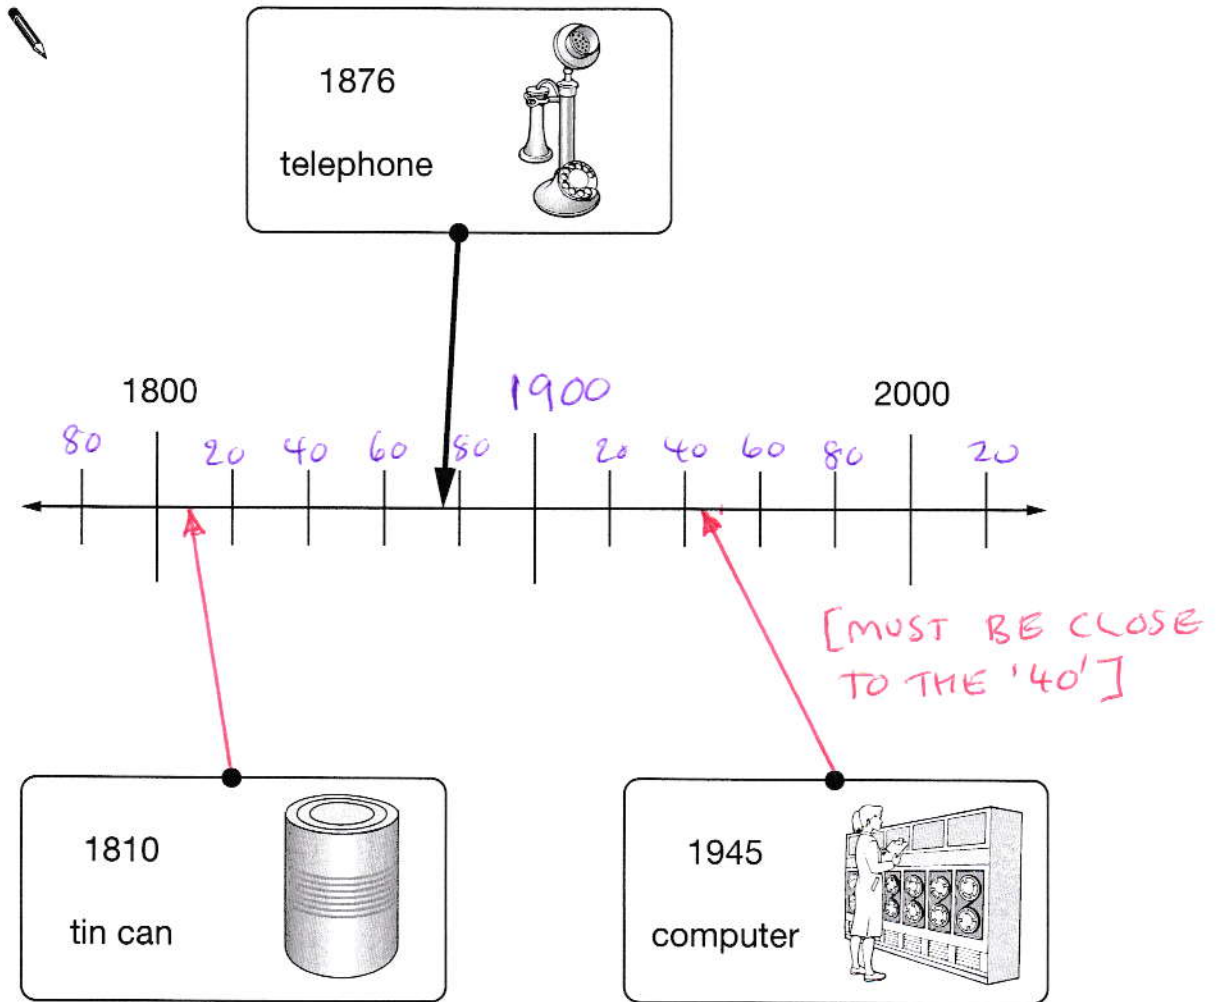 1876
telephone
1800 1900 2000
80 20 40 60 80 20 40 60 80 20
[MUST BE CLOSE
TO THE '40']
1810
tin can
1945
computer